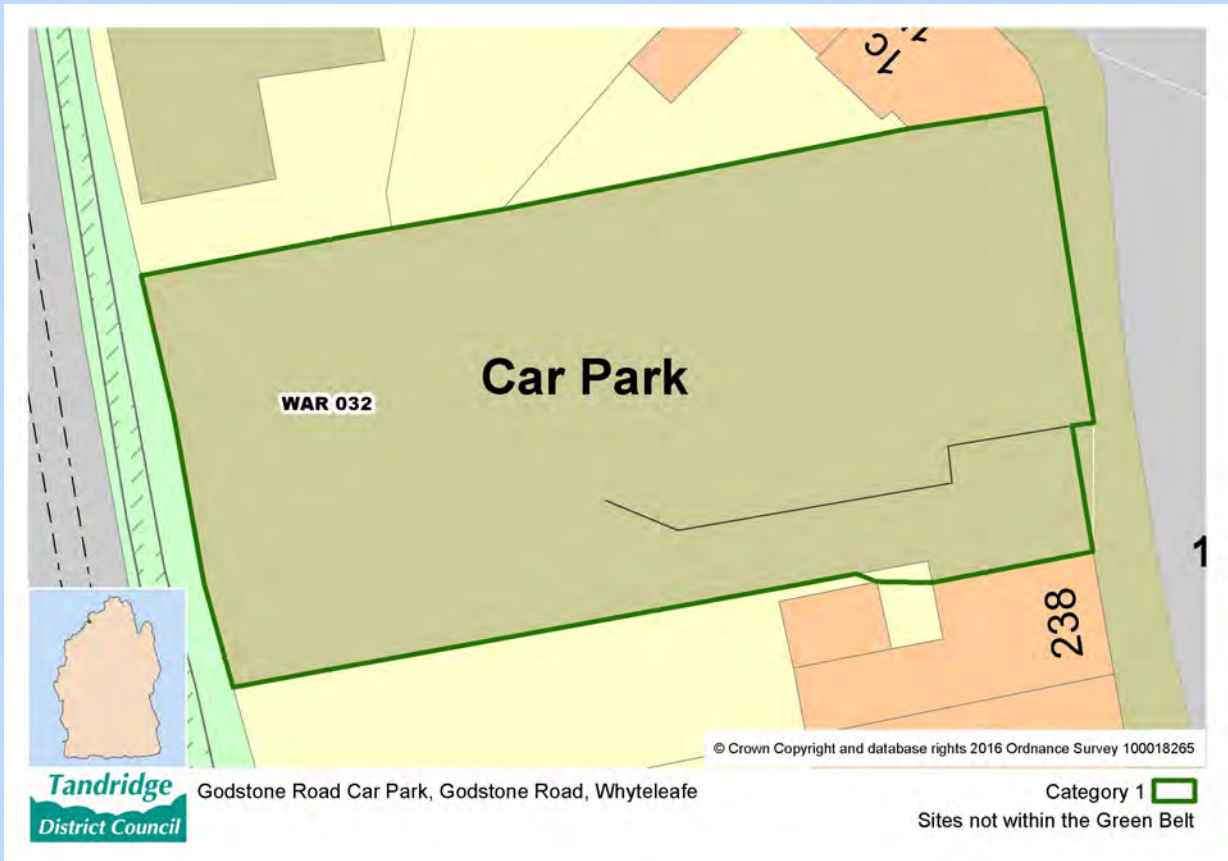 1c
Car Park
WAR 032
1
238
© Crown Copyright and database rights 2016 Ordnance Survey 100018265
Tandridge
District Council
Godstone Road Car Park, Godstone Road, Whyteleafe
Category 1
Sites not within the Green Belt